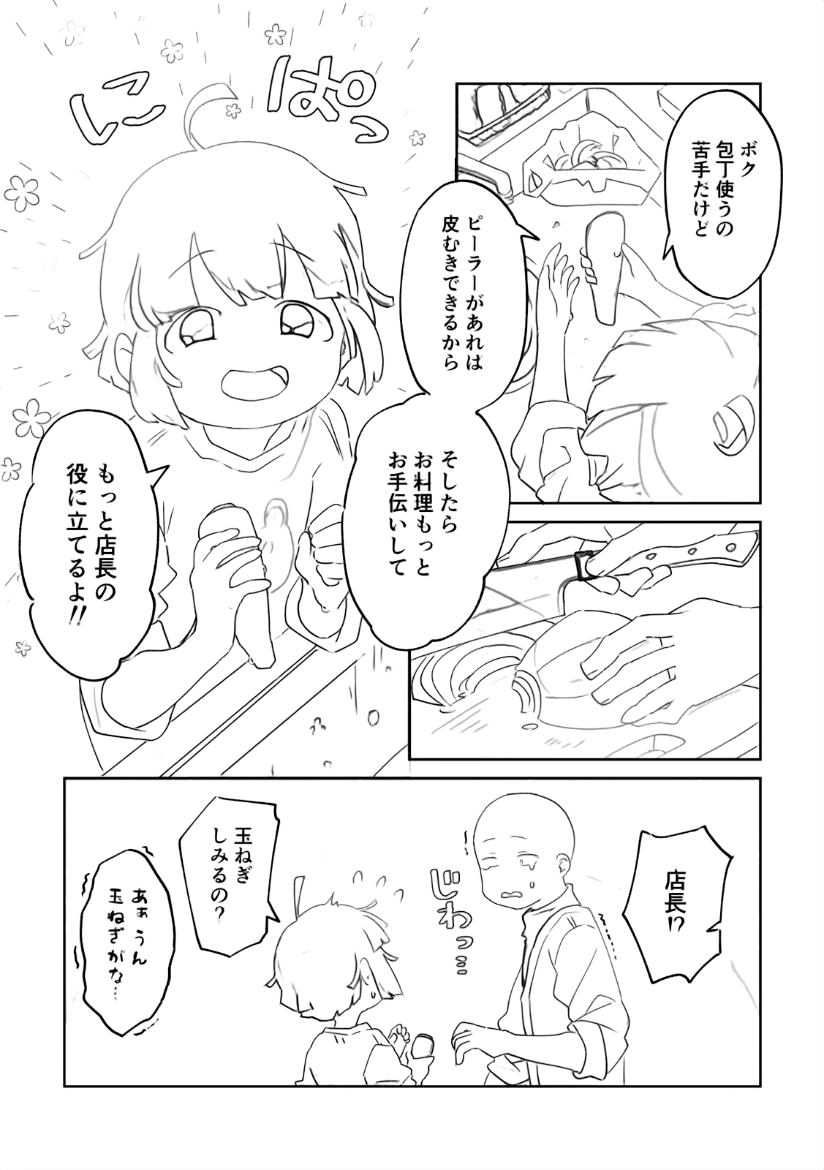 ボク
包丁使うの
苦手だけど
ピーラーがあれば
皮むきできるから
そしたら
お料理もっと
お手伝いして
ぱっ
にこ
もっと店長の
役に立てるよ!!
店長!?
じわっ…
玉ねぎ
しみるの?
あぁ うん
玉ねぎがな…